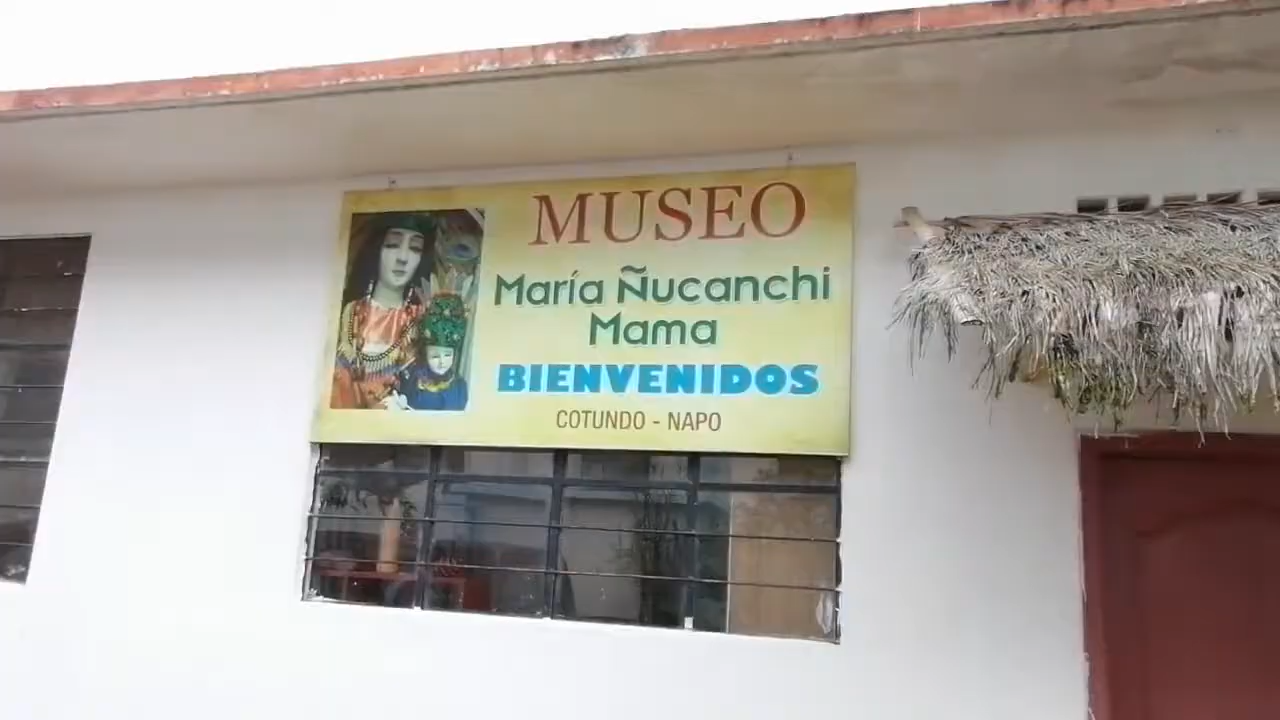 MUSEO
María Ñucanchi
Mama
BIENVENIDOS
COTUNDO - NAPO